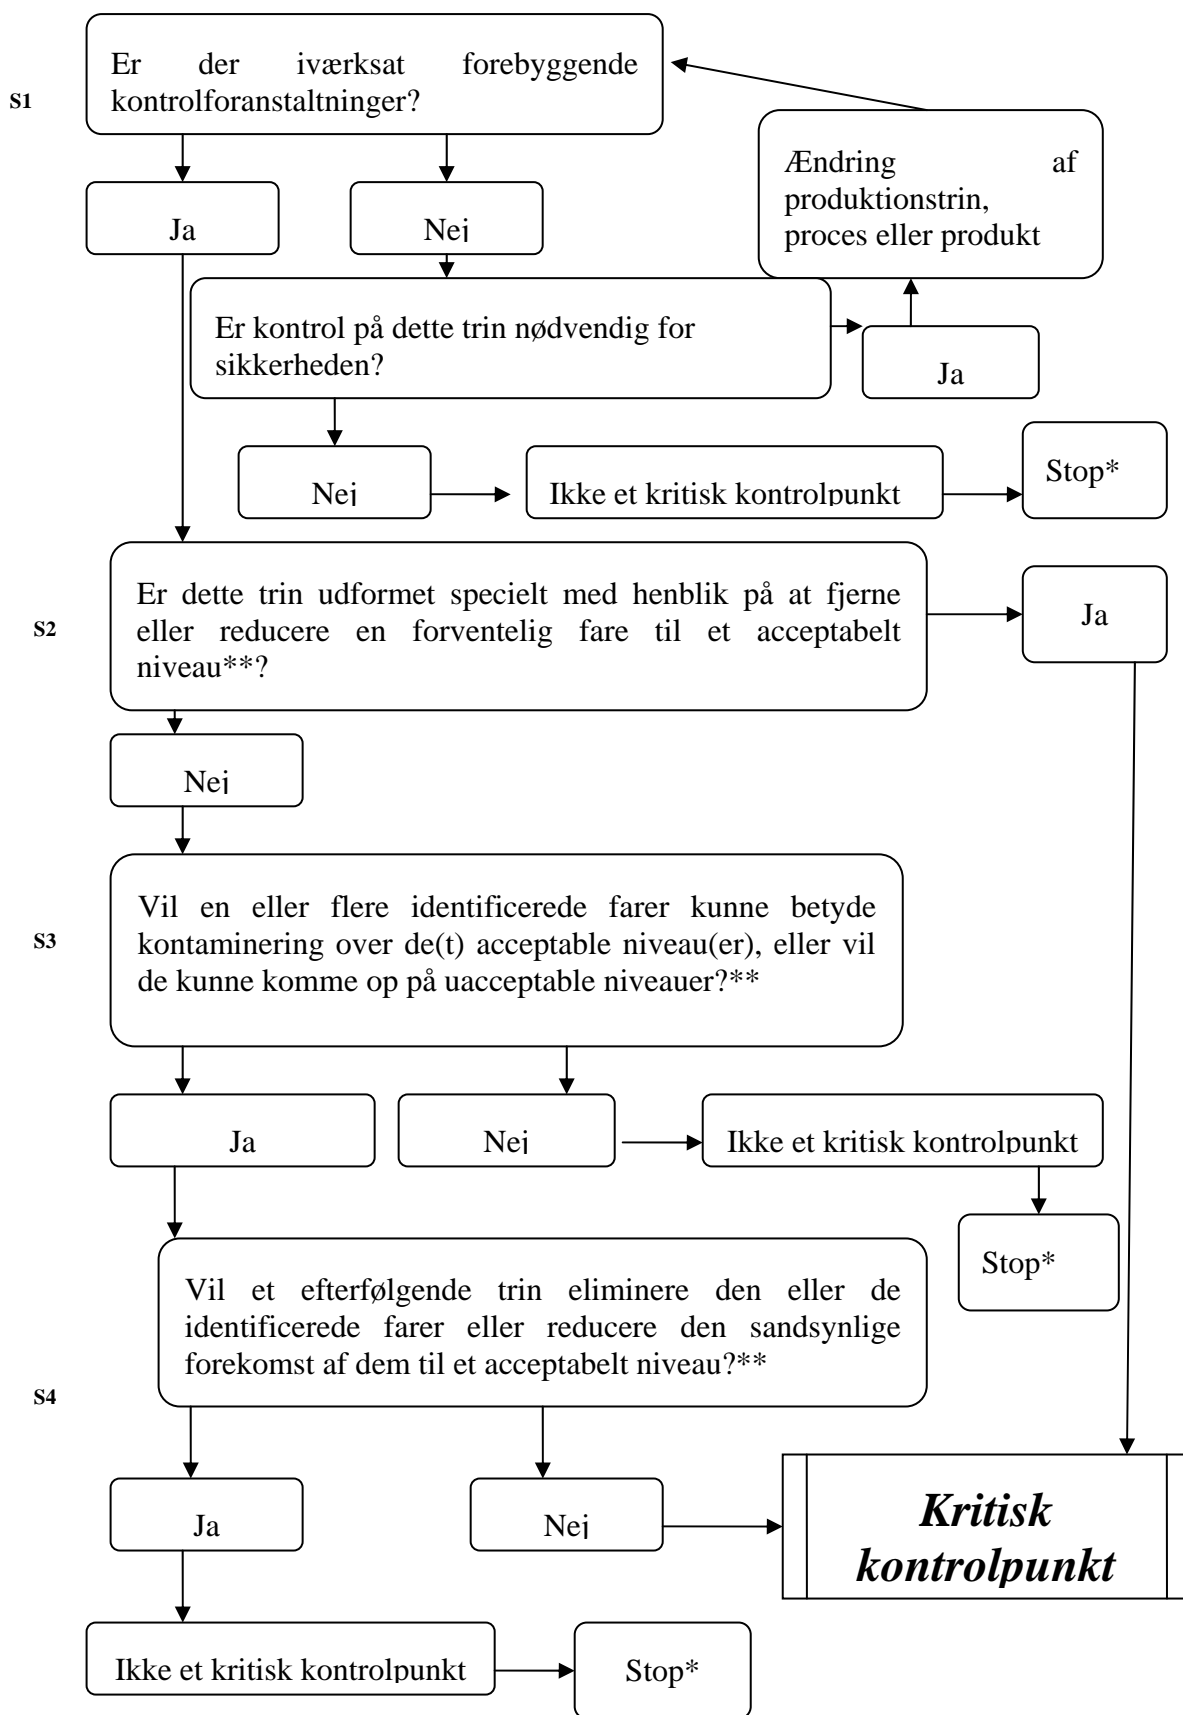 S1
Er der iværksat forebyggende
kontrolforanstaltninger?
Ændring af
produktionstrin,
proces eller produkt
Ja
Nej
Er kontrol på dette trin nødvendig for
sikkerheden?
Ja
Nej
Ikke et kritisk kontrolpunkt
Stop*
S2
Er dette trin udformet specielt med henblik på at fjerne
eller reducere en forventelig fare til et acceptabelt
niveau**?
Ja
Nej
S3
Vil en eller flere identificerede farer kunne betyde
kontaminering over de(t) acceptable niveau(er), eller vil
de kunne komme op på uacceptable niveauer?**
Ja
Nej
Ikke et kritisk kontrolpunkt
Stop*
S4
Vil et efterfølgende trin eliminere den eller de
identificerede farer eller reducere den sandsynlige
forekomst af dem til et acceptabelt niveau?**
Ja
Nej
Kritisk
kontrolpunkt
Ikke et kritisk kontrolpunkt
Stop*